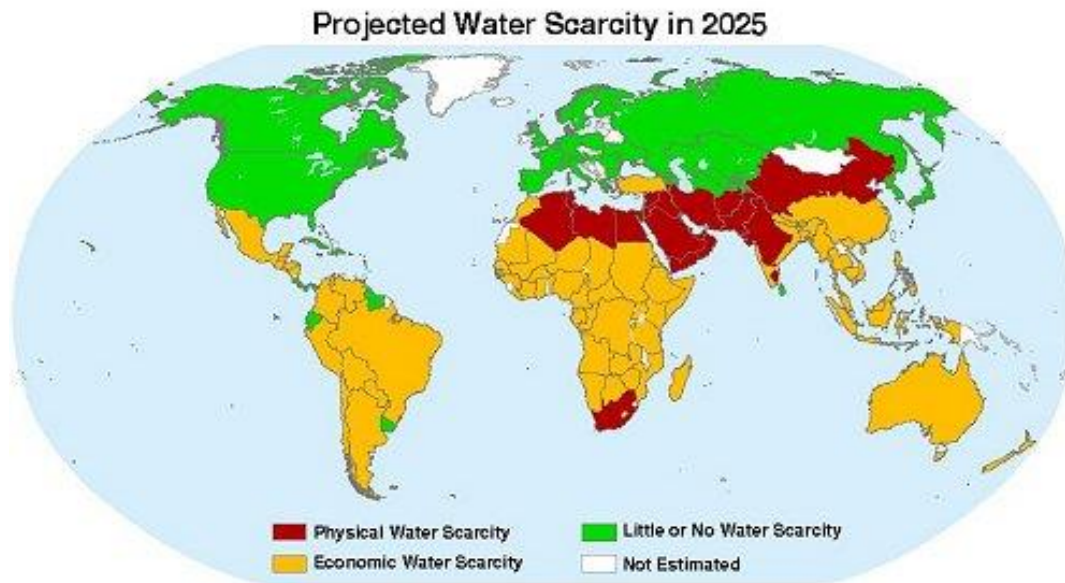 Projected Water Scarcity in 2025
Physical Water Scarcity
Little or No Water Scarcity
Economic Water Scarcity
Not Estimated